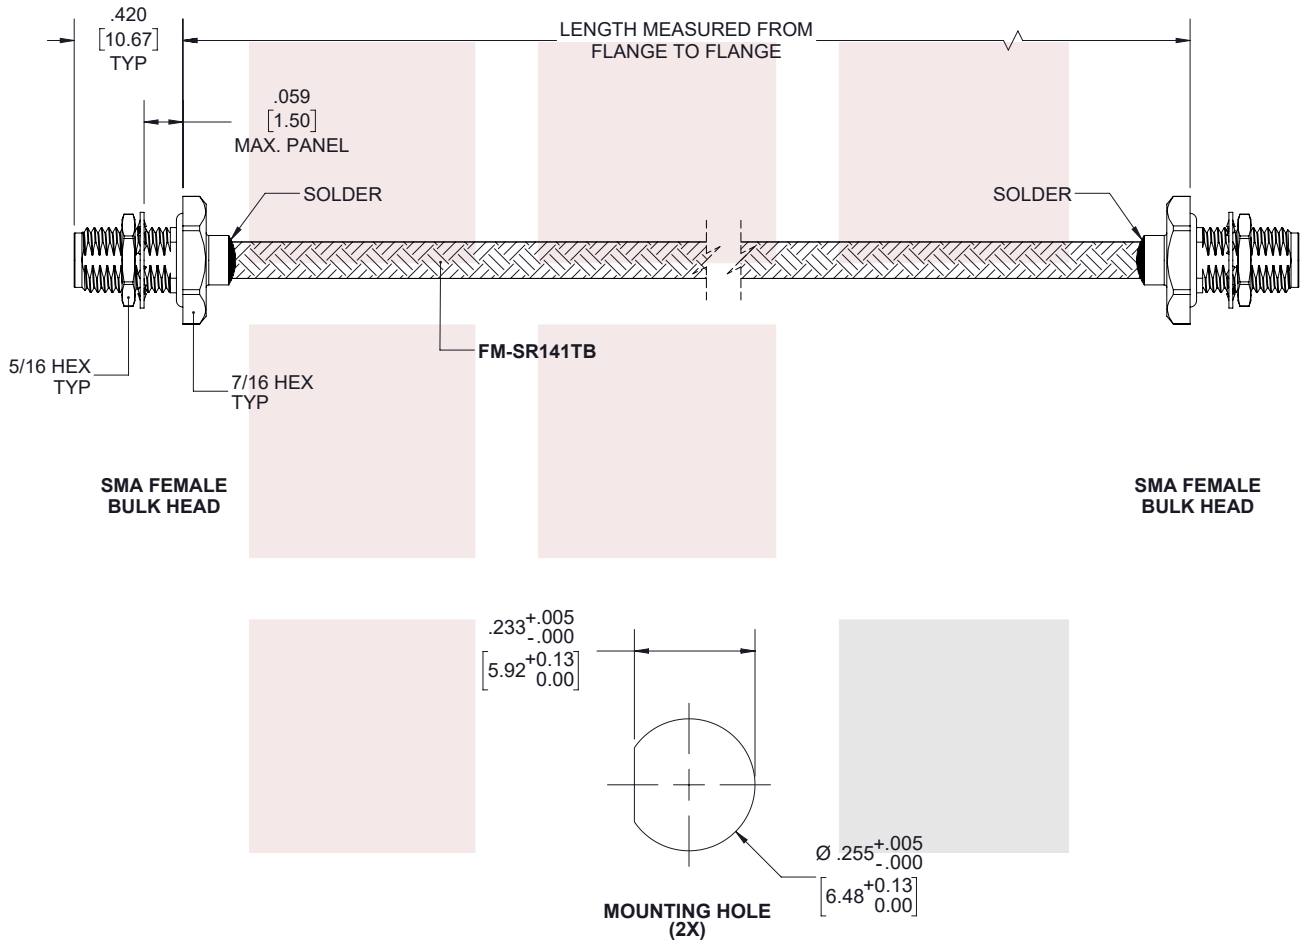 .420
[10.67]
TYP
LENGTH MEASURED FROM
FLANGE TO FLANGE
.059
[1.50]
MAX. PANEL
SOLDER
SOLDER
FM-SR141TB
5/16 HEX
TYP
7/16 HEX
TYP
SMA FEMALE
BULK HEAD
SMA FEMALE
BULK HEAD
.233 +.005
-.000
[5.92 +0.13
0.00]
Ø .255 +.005
-.000
[6.48 +0.13
0.00]
MOUNTING HOLE
(2X)